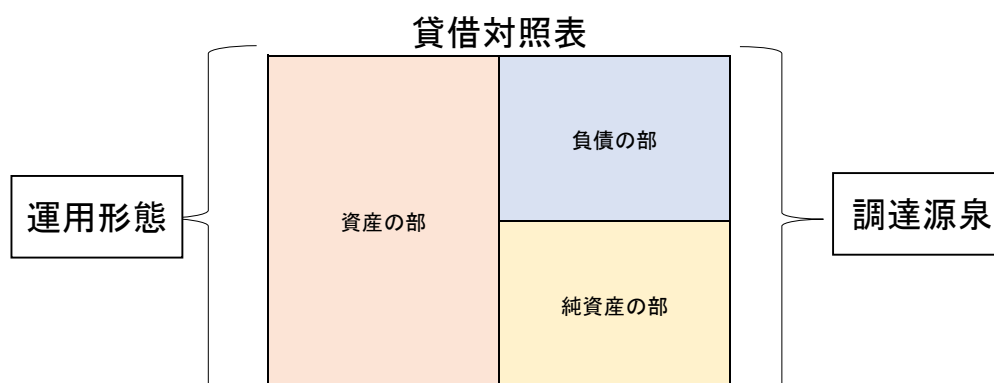 貸借対照表
運用形態
資産の部
負債の部
純資産の部
調達源泉